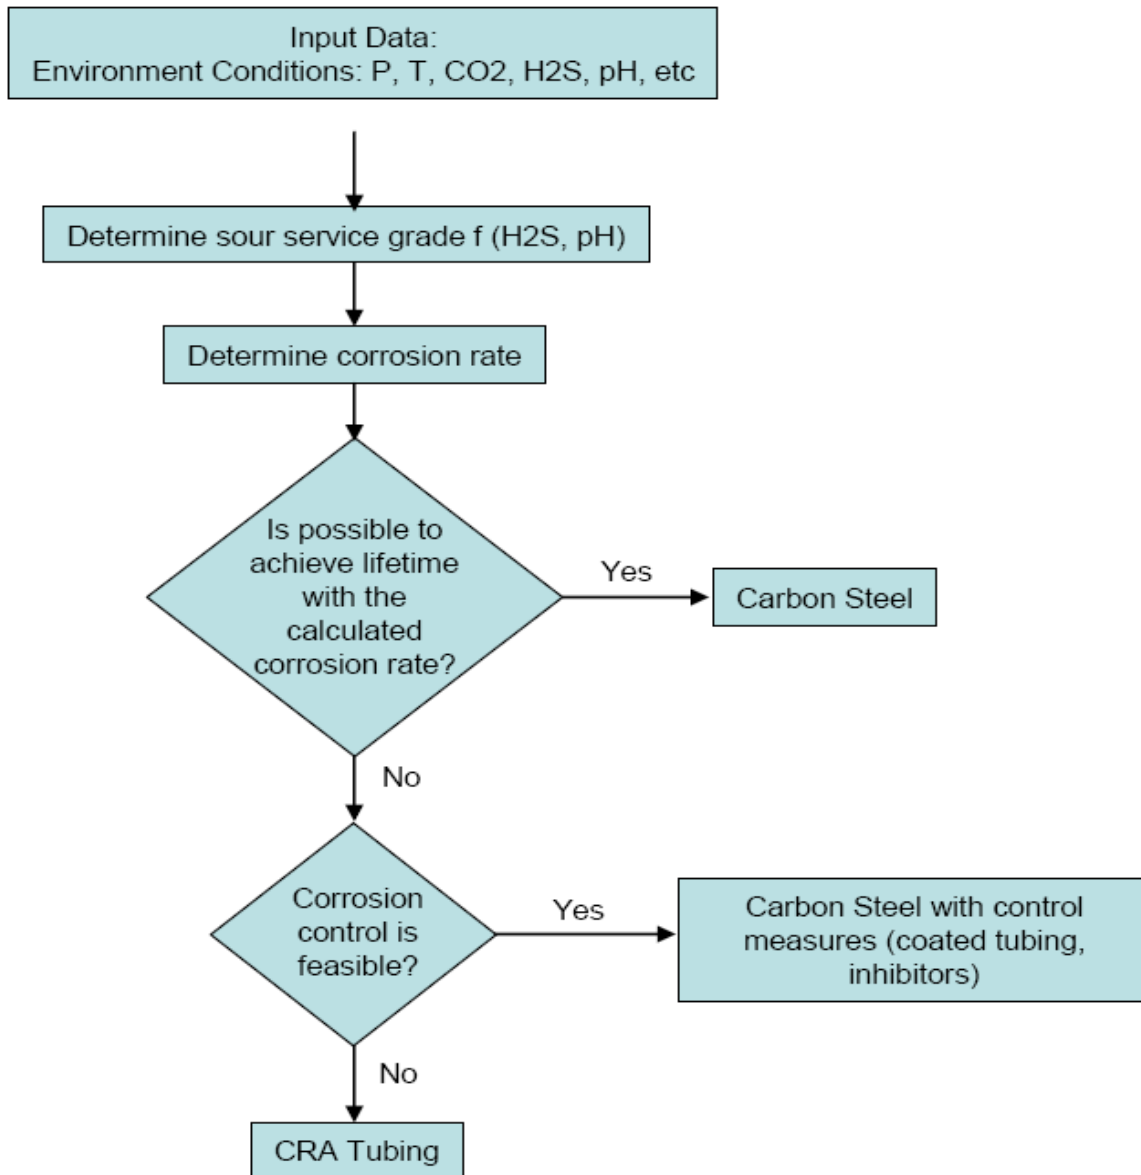 Input Data:
Environment Conditions: P, T, CO2, H2S, pH, etc
Determine sour service grade f (H2S, pH)
Determine corrosion rate
Is possible to
achieve lifetime
with the
calculated
corrosion rate?
Yes
Carbon Steel
No
Corrosion
control is
feasible?
Yes
Carbon Steel with control
measures (coated tubing,
inhibitors)
No
CRA Tubing